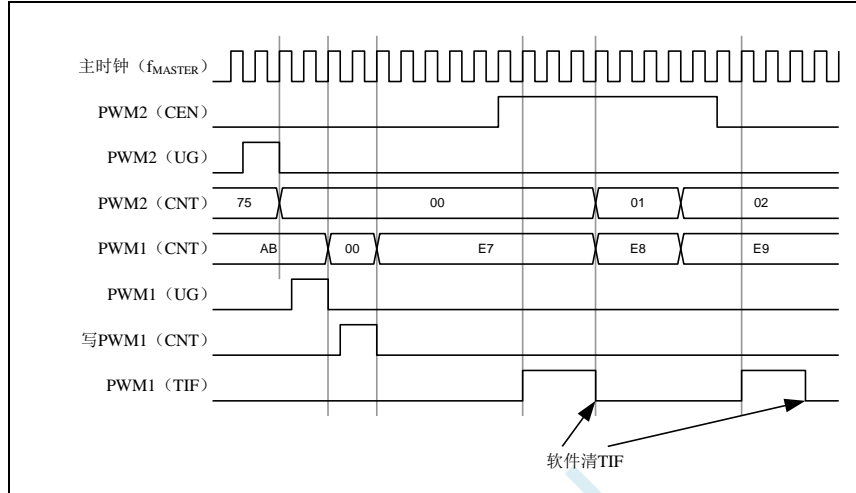 主时钟（fMASTER）
PWM2（CEN）
PWM2（UG）
PWM2（CNT） 75 00 01 02
PWM1（CNT） AB 00 E7 E8 E9
PWM1（UG）
写PWM1（CNT）
PWM1（TIF）
软件清TIF